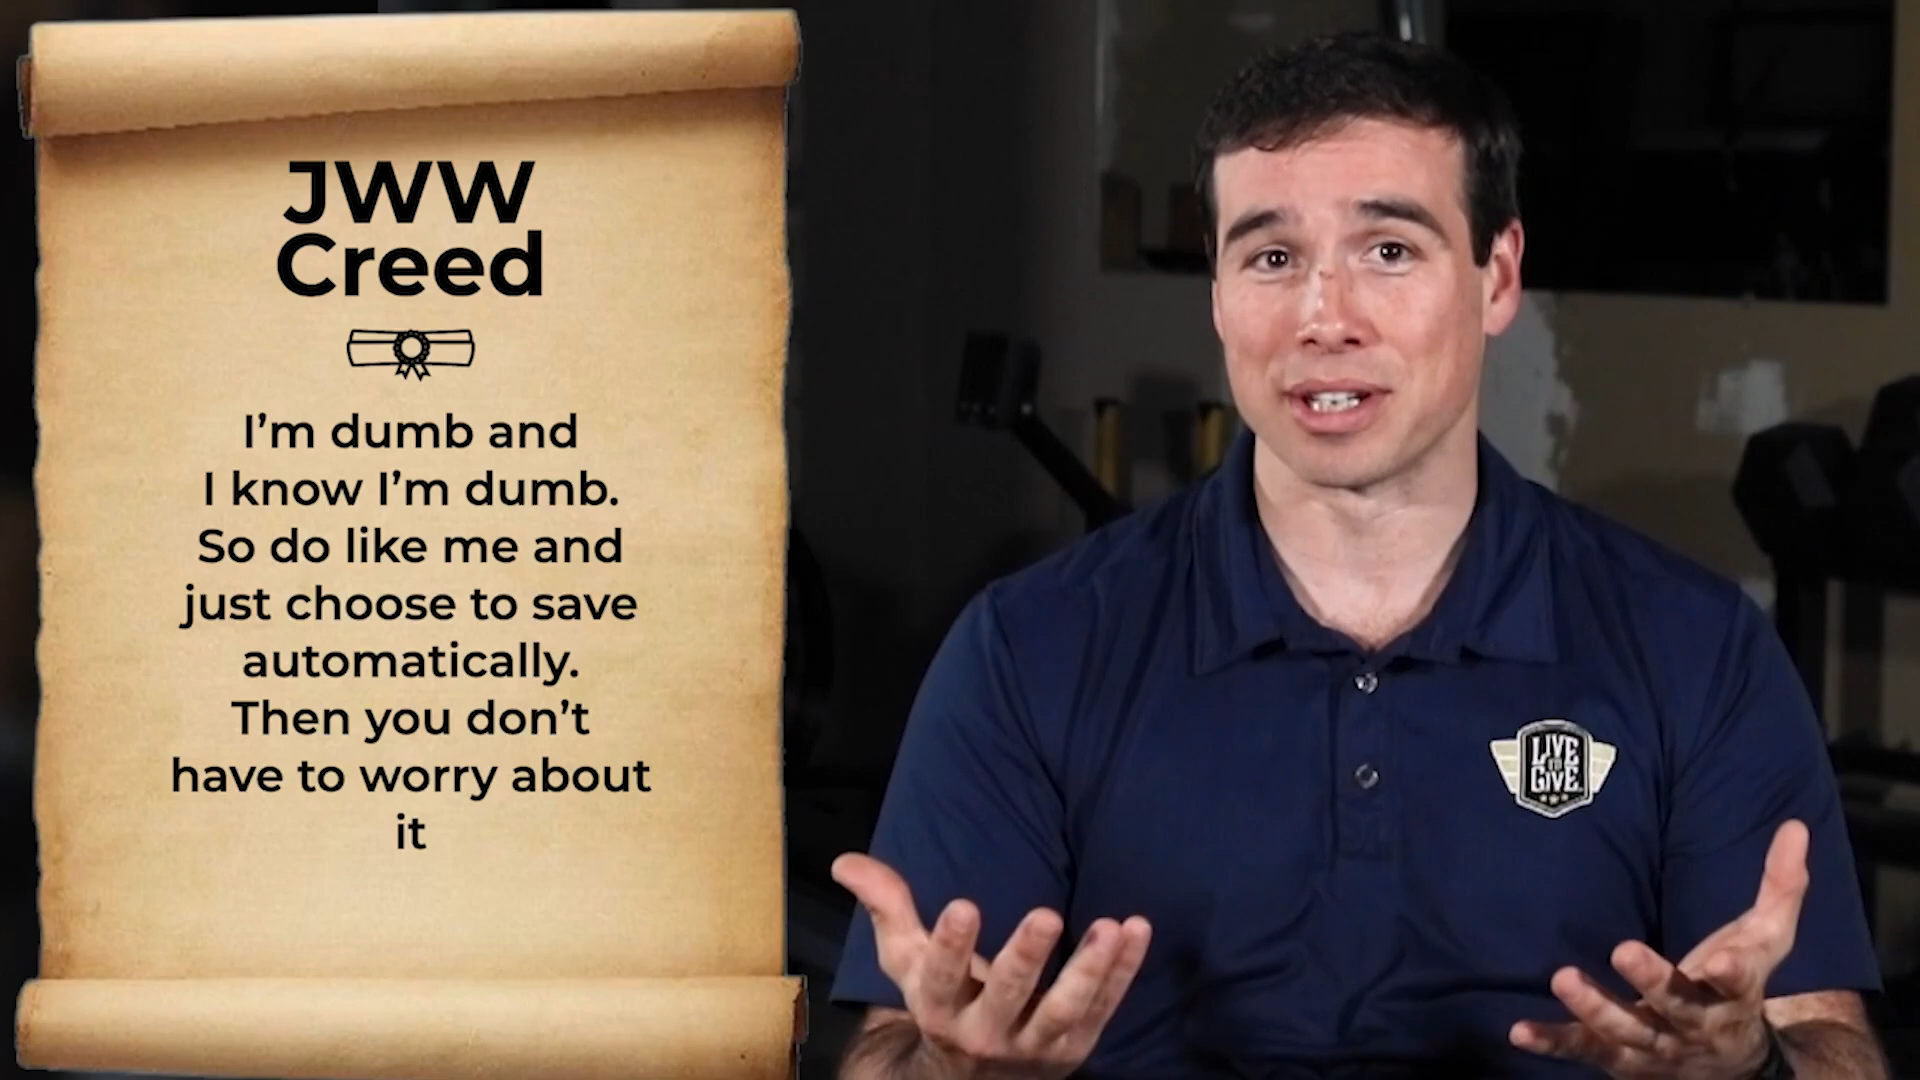 JWW
Creed
I'm dumb and
I know I'm dumb.
So do like me and
just choose to save
automatically.
Then you don't
have to worry about
it
LIVE
TO
GIVE